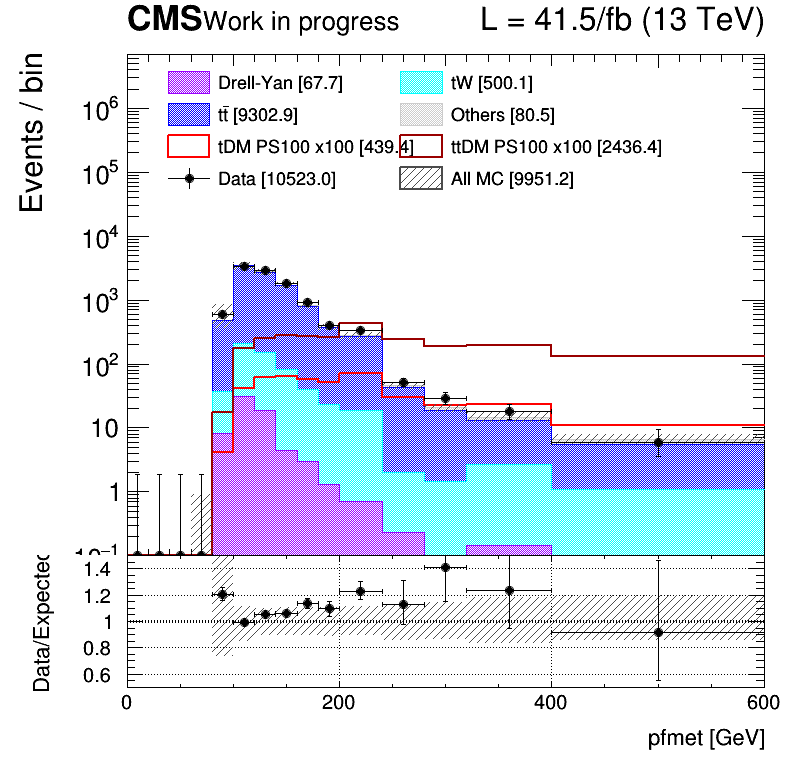 CMS Work in progress L = 41.5/fb (13 TeV)
Events / bin
Drell-Yan [67.7] tW [500.1]
tt̄ [9302.9] Others [80.5]
tDM PS100 x100 [439.4] ttDM PS100 x100 [2436.4]
Data [10523.0] All MC [9951.2]
10⁶
10⁵
10⁴
10³
10²
10
1
10⁻¹
Data/Expected
1.4
1.2
1
0.8
0.6
0 200 400 600
pfmet [GeV]